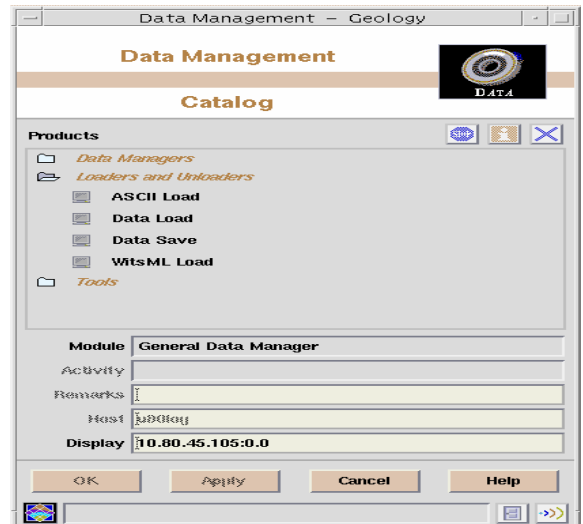 Data Management - Geology
Data Management
DATA
Catalog
Products
Data Managers
Loaders and Unloaders
ASCII Load
Data Load
Data Save
WitsML Load
Tools
Module General Data Manager
Activity
Remarks
Host
Display 10.80.45.105:0.0
OK Apply Cancel Help